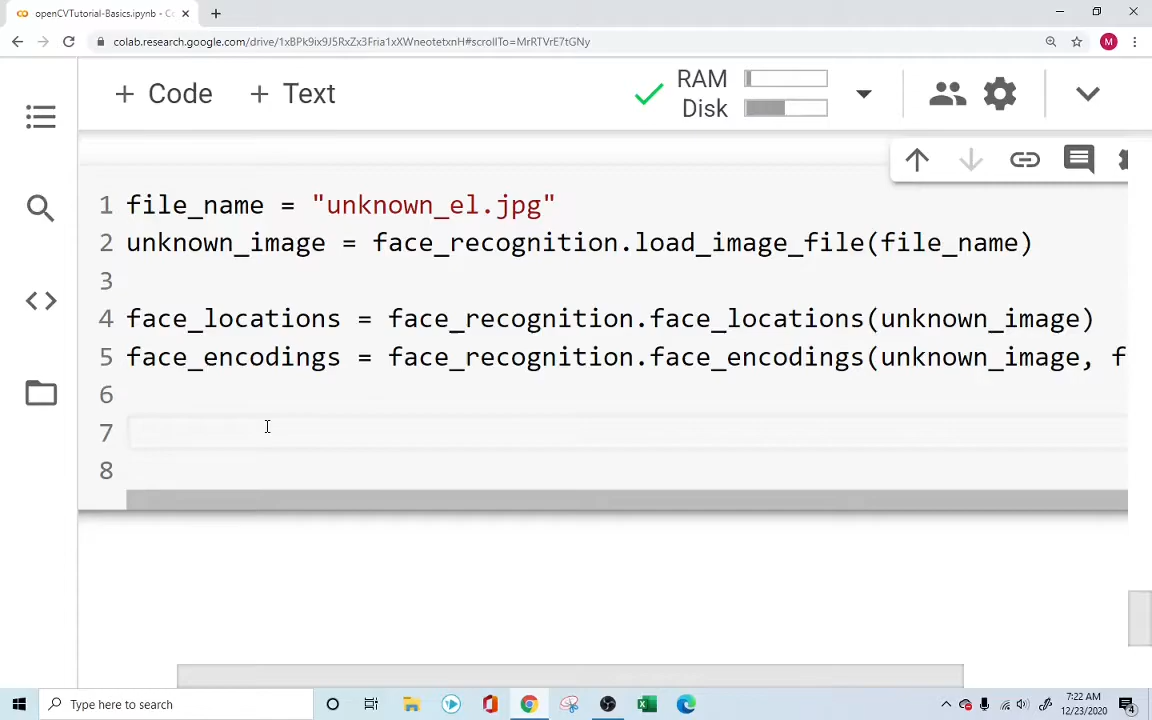 openCVTutorial-Basics.ipynb - Co
colab.research.google.com/drive/1xBPk9ix9J5RxZx3Fria1xXWneotetxnH#scrollTo=MrRTVrE7tGNy
M
+ Code + Text
RAM
Disk
1 file_name = "unknown_el.jpg"
2 unknown_image = face_recognition.load_image_file(file_name)
3
4 face_locations = face_recognition.face_locations(unknown_image)
5 face_encodings = face_recognition.face_encodings(unknown_image, f
6
7
8
Type here to search
7:22 AM
12/23/2020
4